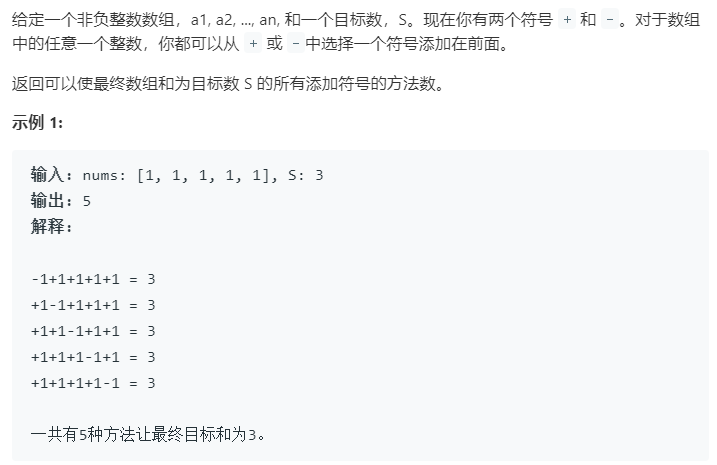 给定一个非负整数数组，a1, a2, ..., an, 和一个目标数，S。现在你有两个符号 + 和 -。对于数组
中的任意一个整数，你都可以从 + 或 -中选择一个符号添加在前面。
返回可以使最终数组和为目标数 S 的所有添加符号的方法数。
示例 1:
输入: nums: [1, 1, 1, 1, 1], S: 3
输出: 5
解释:
-1+1+1+1+1 = 3
+1-1+1+1+1 = 3
+1+1-1+1+1 = 3
+1+1+1-1+1 = 3
+1+1+1+1-1 = 3
一共有5种方法让最终目标和为3。